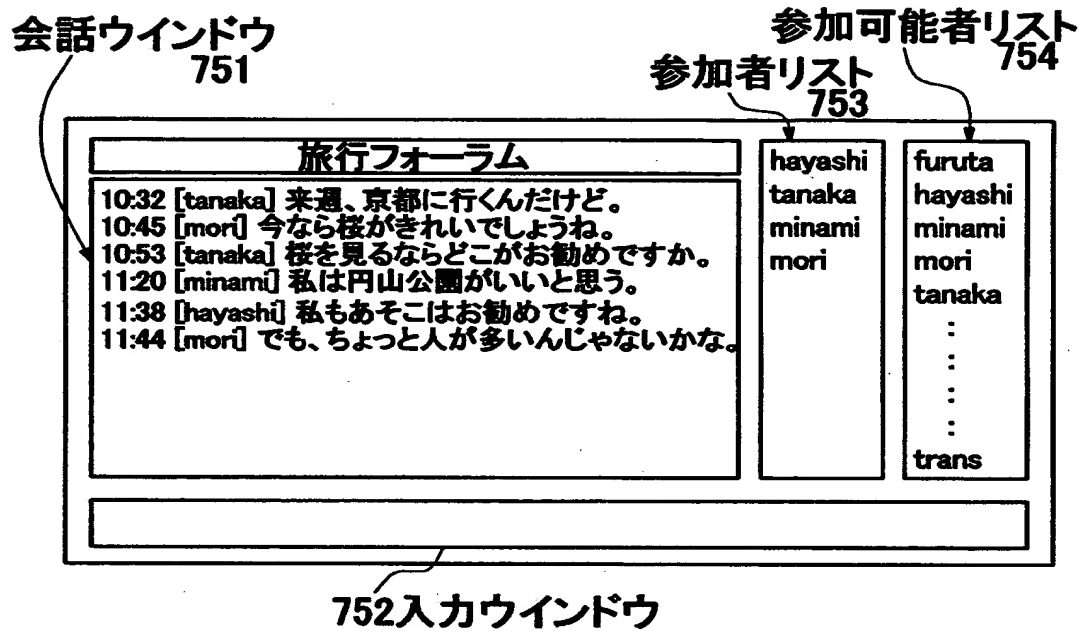 会話ウインドウ
751
参加者リスト
753
参加可能者リスト
754
旅行フォーラム
10:32 [tanaka] 来週、京都に行くんだけど。
10:45 [mori] 今なら桜がきれいでしょうね。
10:53 [tanaka] 桜を見るならどこがお勧めですか。
11:20 [minami] 私は円山公園がいいと思う。
11:38 [hayashi] 私もあそこはお勧めですね。
11:44 [mori] でも、ちょっと人が多いんじゃないかな。
hayashi
tanaka
minami
mori
furuta
hayashi
minami
mori
tanaka
:
:
:
:
trans
752入力ウインドウ